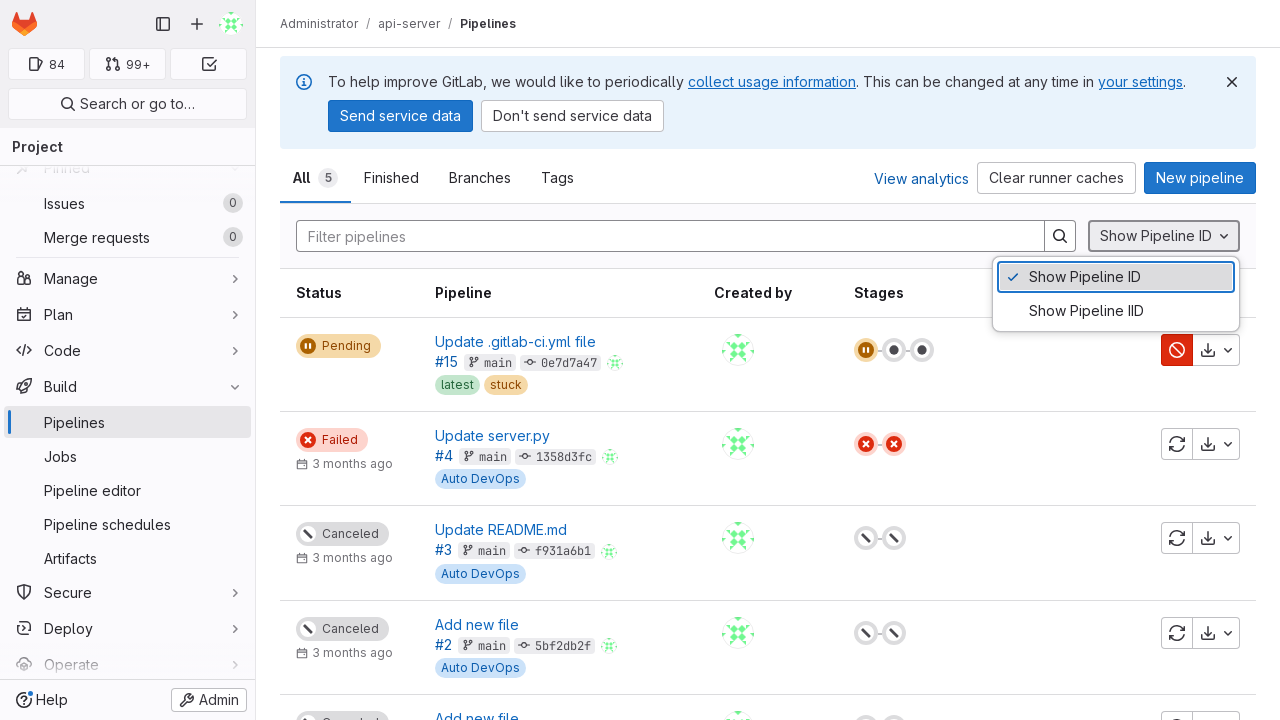 Administrator / api-server / Pipelines
84
99+
Search or go to…
Project
Pinned
Issues 0
Merge requests 0
Manage
Plan
Code
Build
Pipelines
Jobs
Pipeline editor
Pipeline schedules
Artifacts
Secure
Deploy
Operate
Help
Admin
To help improve GitLab, we would like to periodically collect usage information. This can be changed at any time in your settings.
Send service data
Don't send service data
All 5
Finished
Branches
Tags
View analytics
Clear runner caches
New pipeline
Filter pipelines
Show Pipeline ID
Show Pipeline ID
Show Pipeline IID
Status
Pipeline
Created by
Stages
Pending
Update .gitlab-ci.yml file
#15 main 0e7d7a47
latest stuck
Failed
3 months ago
Update server.py
#4 main 1358d3fc
Auto DevOps
Canceled
3 months ago
Update README.md
#3 main f931a6b1
Auto DevOps
Canceled
3 months ago
Add new file
#2 main 5bf2db2f
Auto DevOps
Canceled
Add new file